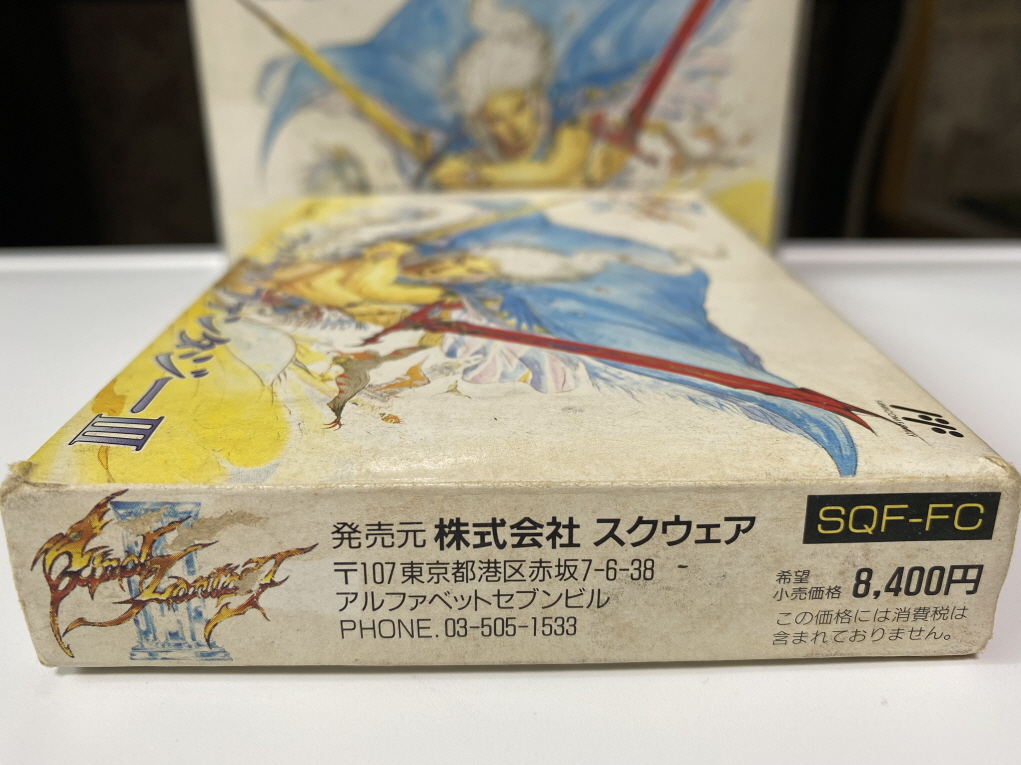 ァンタジーIII
Final Fantasy
III
発売元 株式会社 スクウェア
〒107 東京都港区赤坂7-6-38
アルファベットセブンビル
PHONE. 03-505-1533
SQF-FC
希望
小売価格 8,400円
この価格には消費税は
含まれておりません。